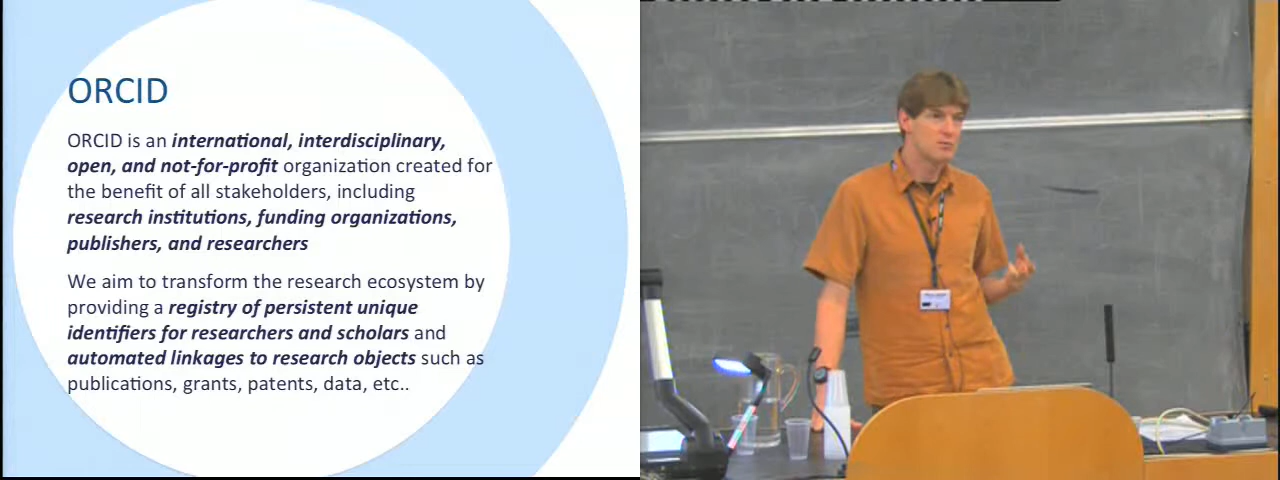 ORCID
ORCID is an international, interdisciplinary,
open, and not-for-profit organization created for
the benefit of all stakeholders, including
research institutions, funding organizations,
publishers, and researchers
We aim to transform the research ecosystem by
providing a registry of persistent unique
identifiers for researchers and scholars and
automated linkages to research objects such as
publications, grants, patents, data, etc..